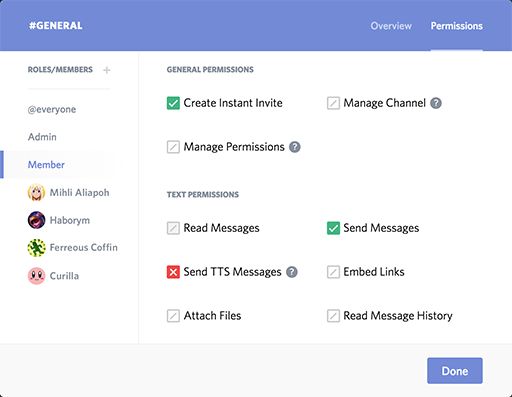 #GENERAL
Overview
Permissions
ROLES/MEMBERS +
@everyone
Admin
Member
Mihli Aliapoh
Haborym
Ferreous Coffin
Curilla
GENERAL PERMISSIONS
Create Instant Invite
Manage Channel ?
Manage Permissions ?
TEXT PERMISSIONS
Read Messages
Send Messages
Send TTS Messages ?
Embed Links
Attach Files
Read Message History
Done